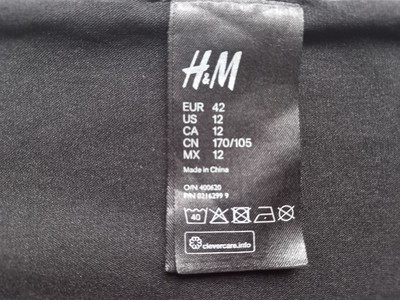 H&M
EUR 42
US 12
CA 12
CN 170/105
MX 12
Made in China
O/N 400620
P/N 0216299 9
40
clevercare.info